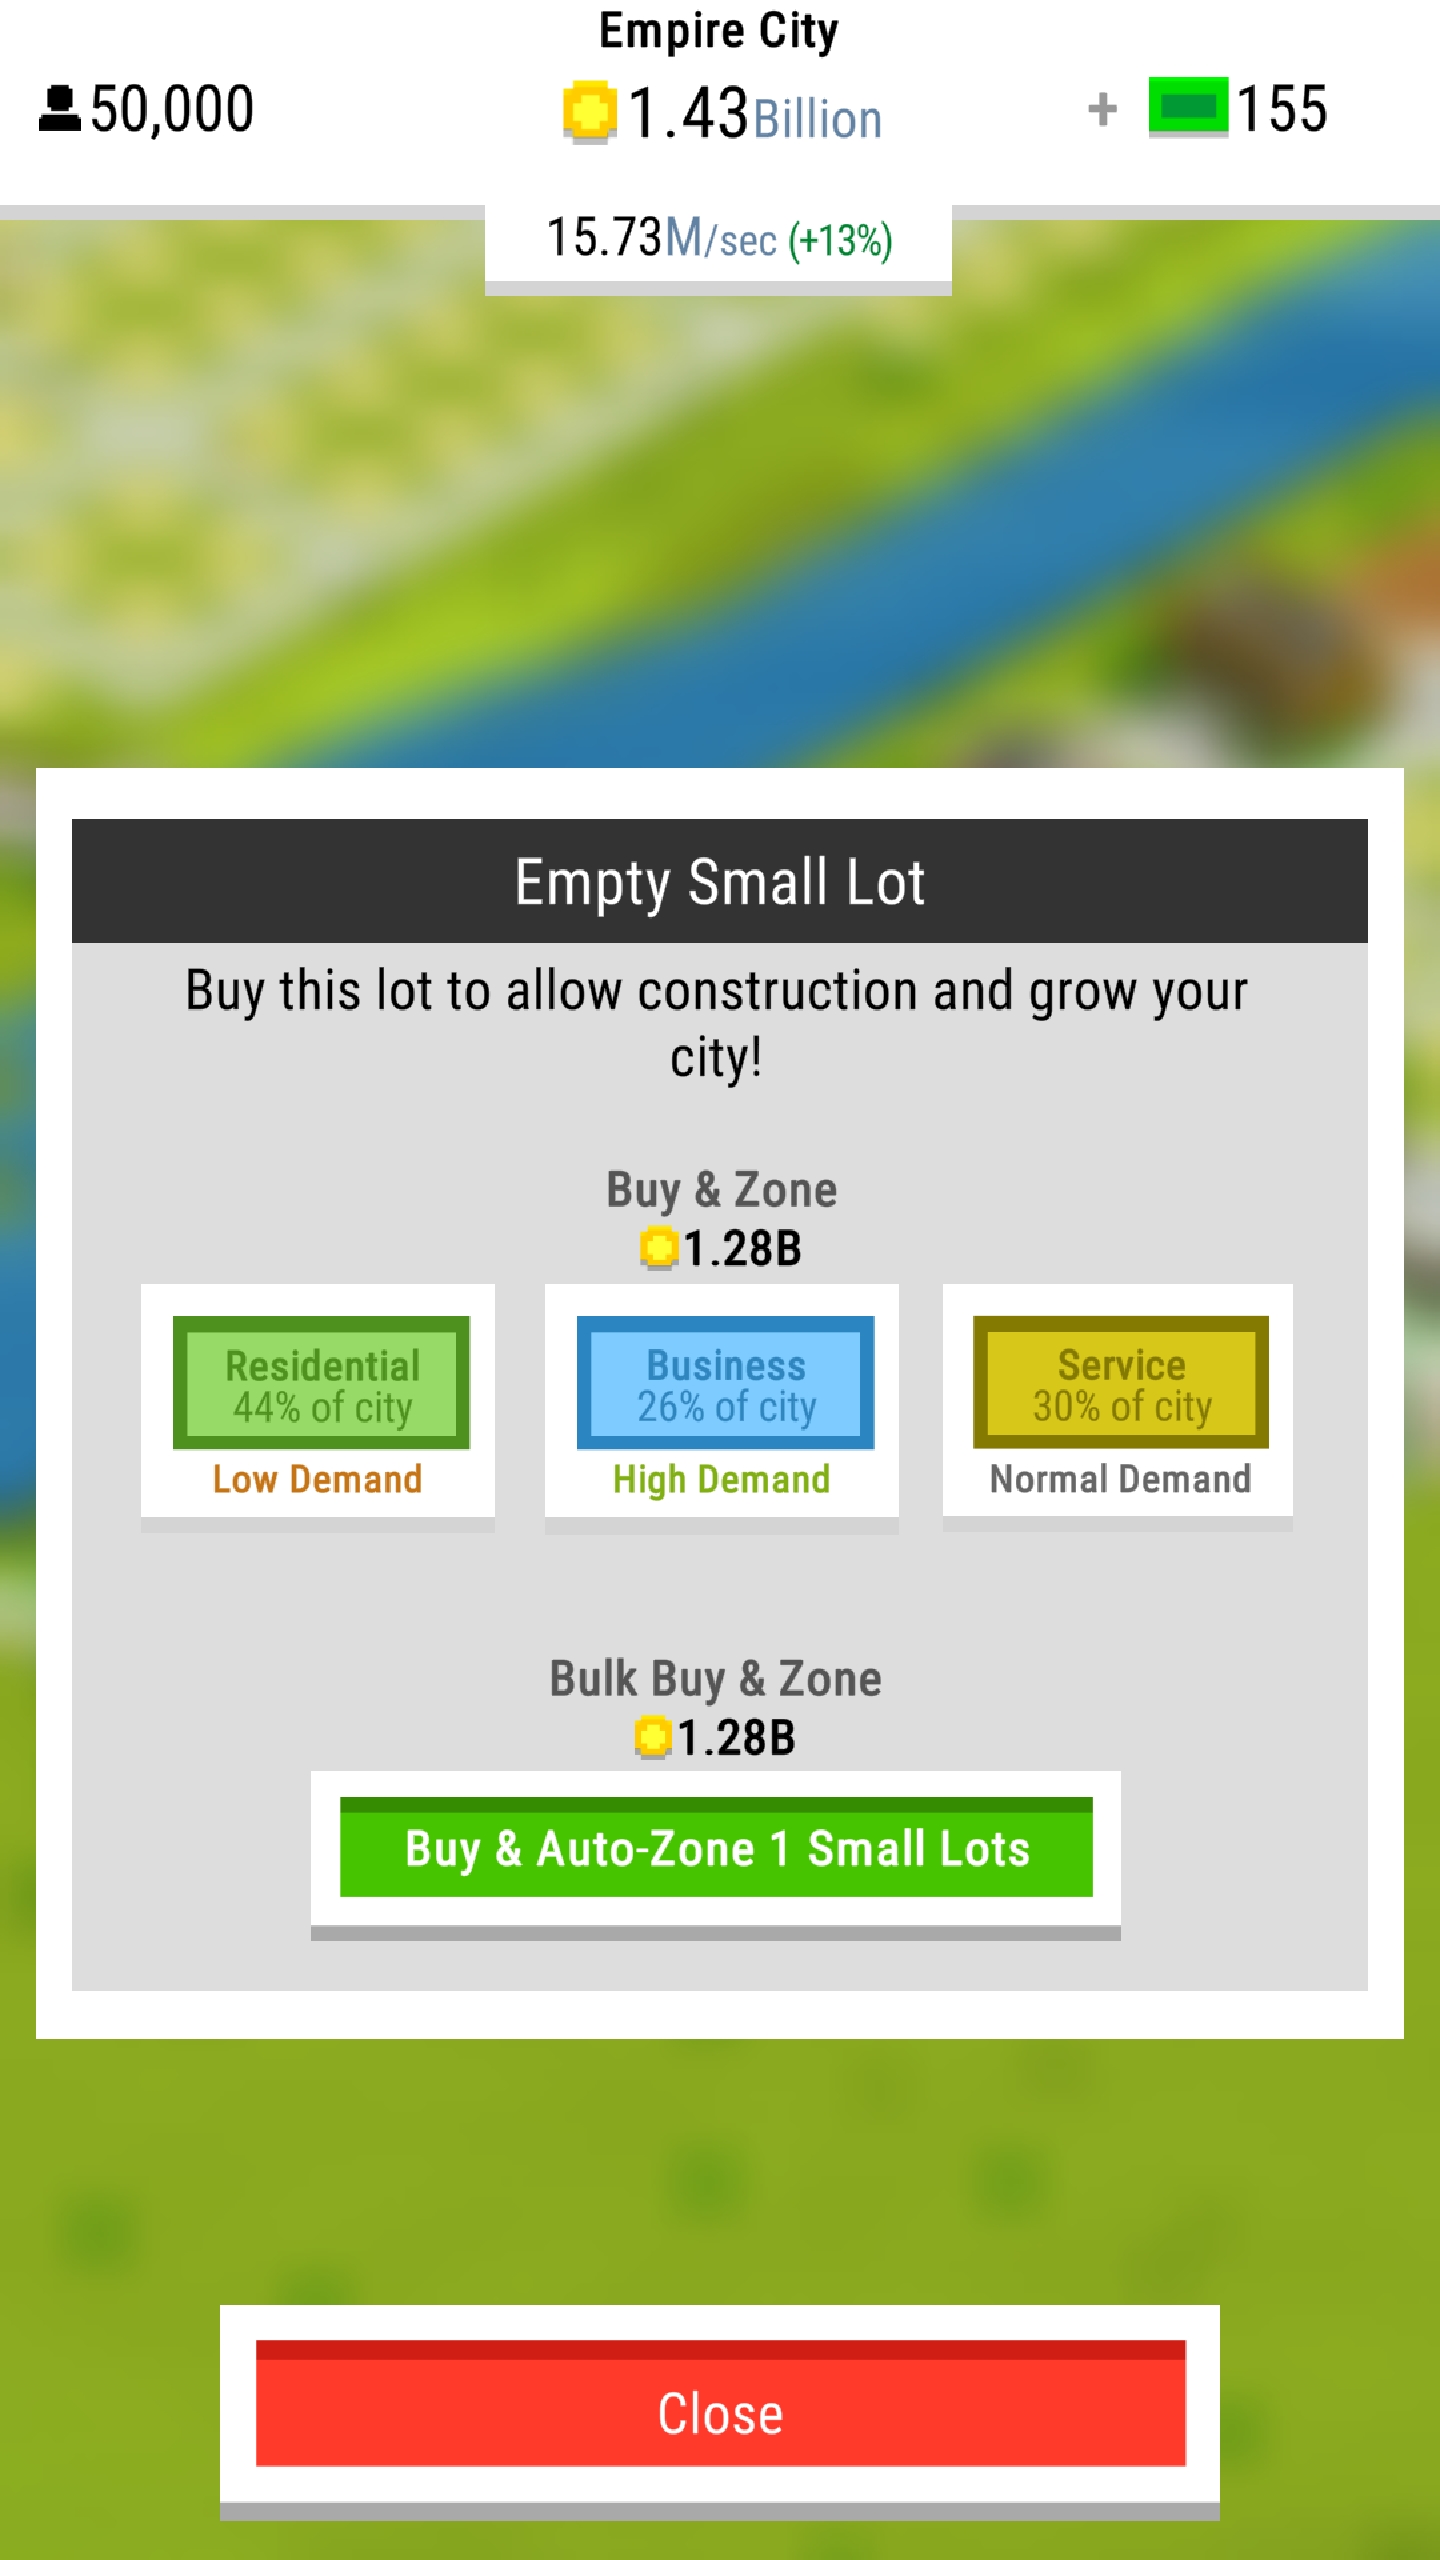 Empire City
50,000
1.43Billion
+ 155
15.73M/sec (+13%)
Empty Small Lot
Buy this lot to allow construction and grow your
city!
Buy & Zone
1.28B
Residential
44% of city
Low Demand
Business
26% of city
High Demand
Service
30% of city
Normal Demand
Bulk Buy & Zone
1.28B
Buy & Auto-Zone 1 Small Lots
Close